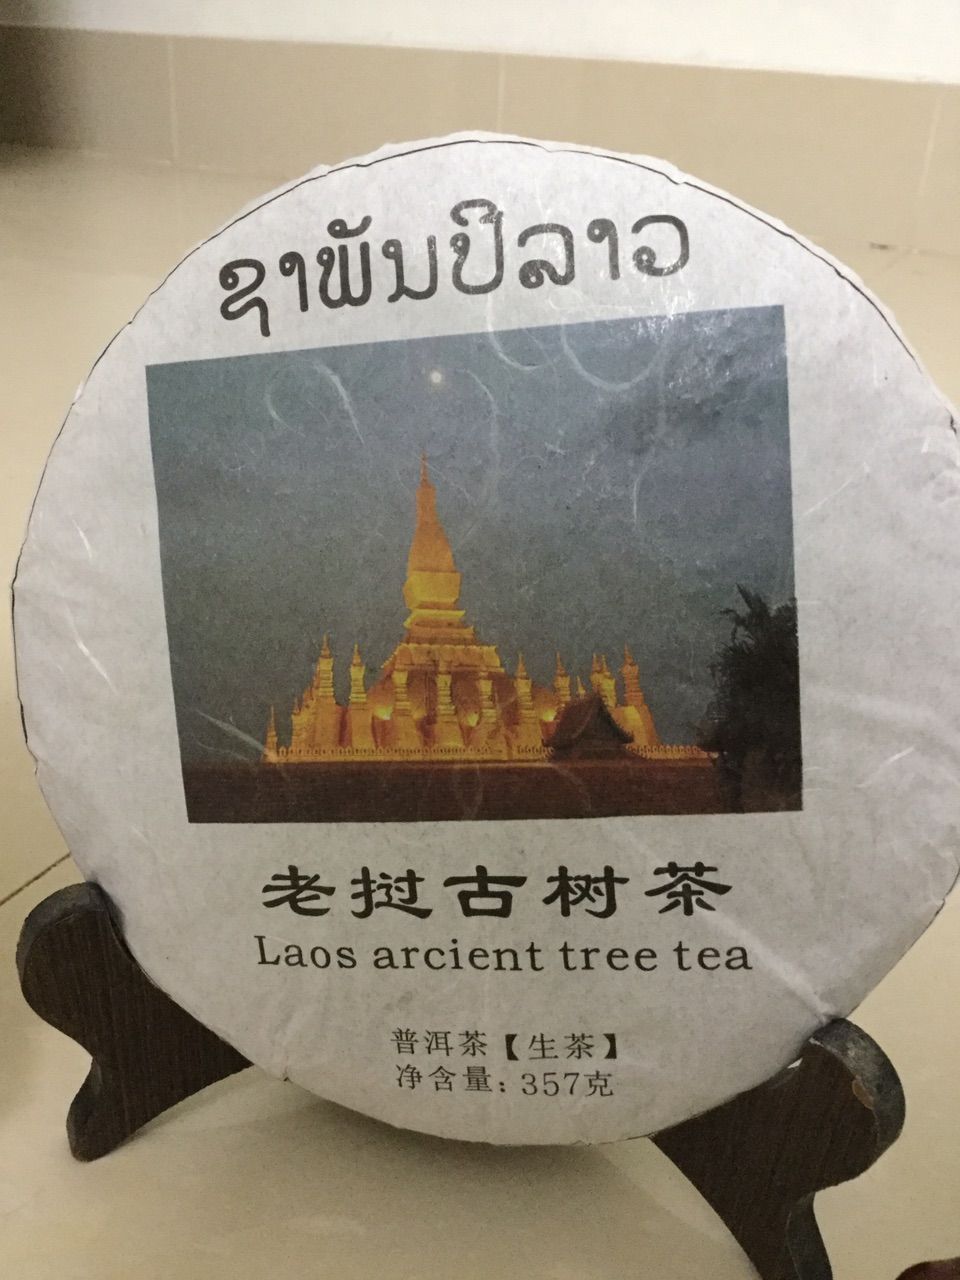 ຊາພັນປີລາວ
老挝古树茶
Laos arcient tree tea
普洱茶【生茶】
净含量：357克